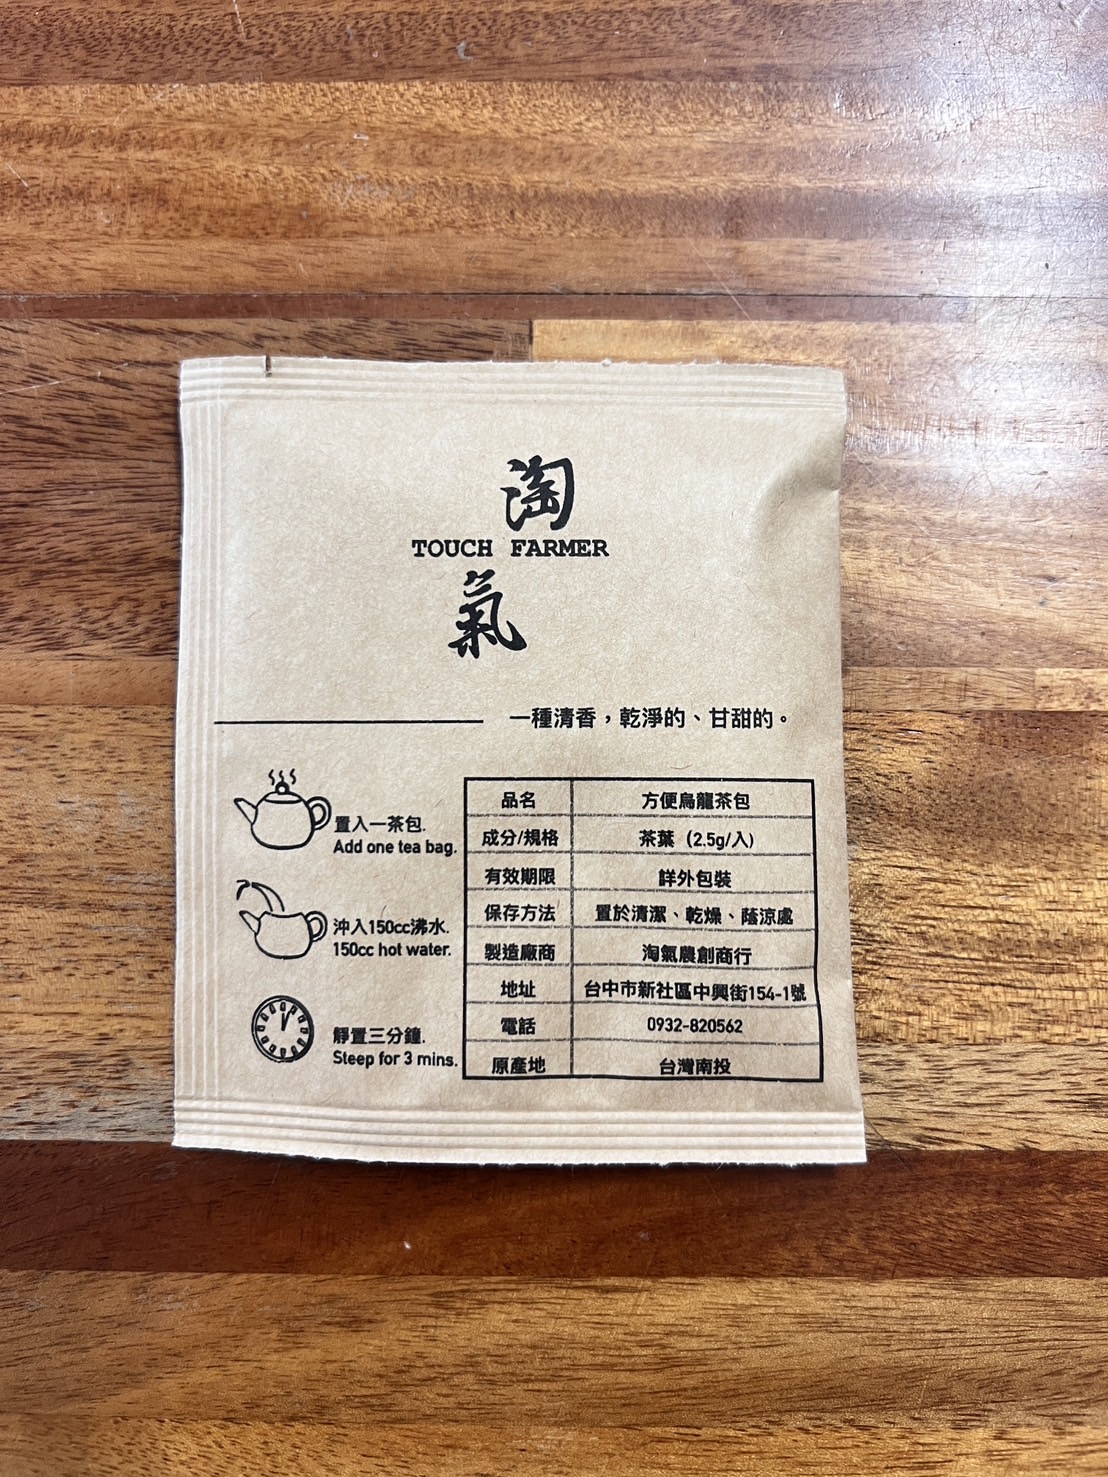 淘
TOUCH FARMER
氣
一種清香，乾淨的、甘甜的。
置入一茶包.
Add one tea bag.
沖入150cc沸水.
150cc hot water.
靜置三分鐘.
Steep for 3 mins.
品名 方便烏龍茶包
成分/規格 茶葉 (2.5g/入)
有效期限 詳外包裝
保存方法 置於清潔、乾燥、蔭涼處
製造廠商 淘氣農創商行
地址 台中市新社區中興街154-1號
電話 0932-820562
原產地 台灣南投